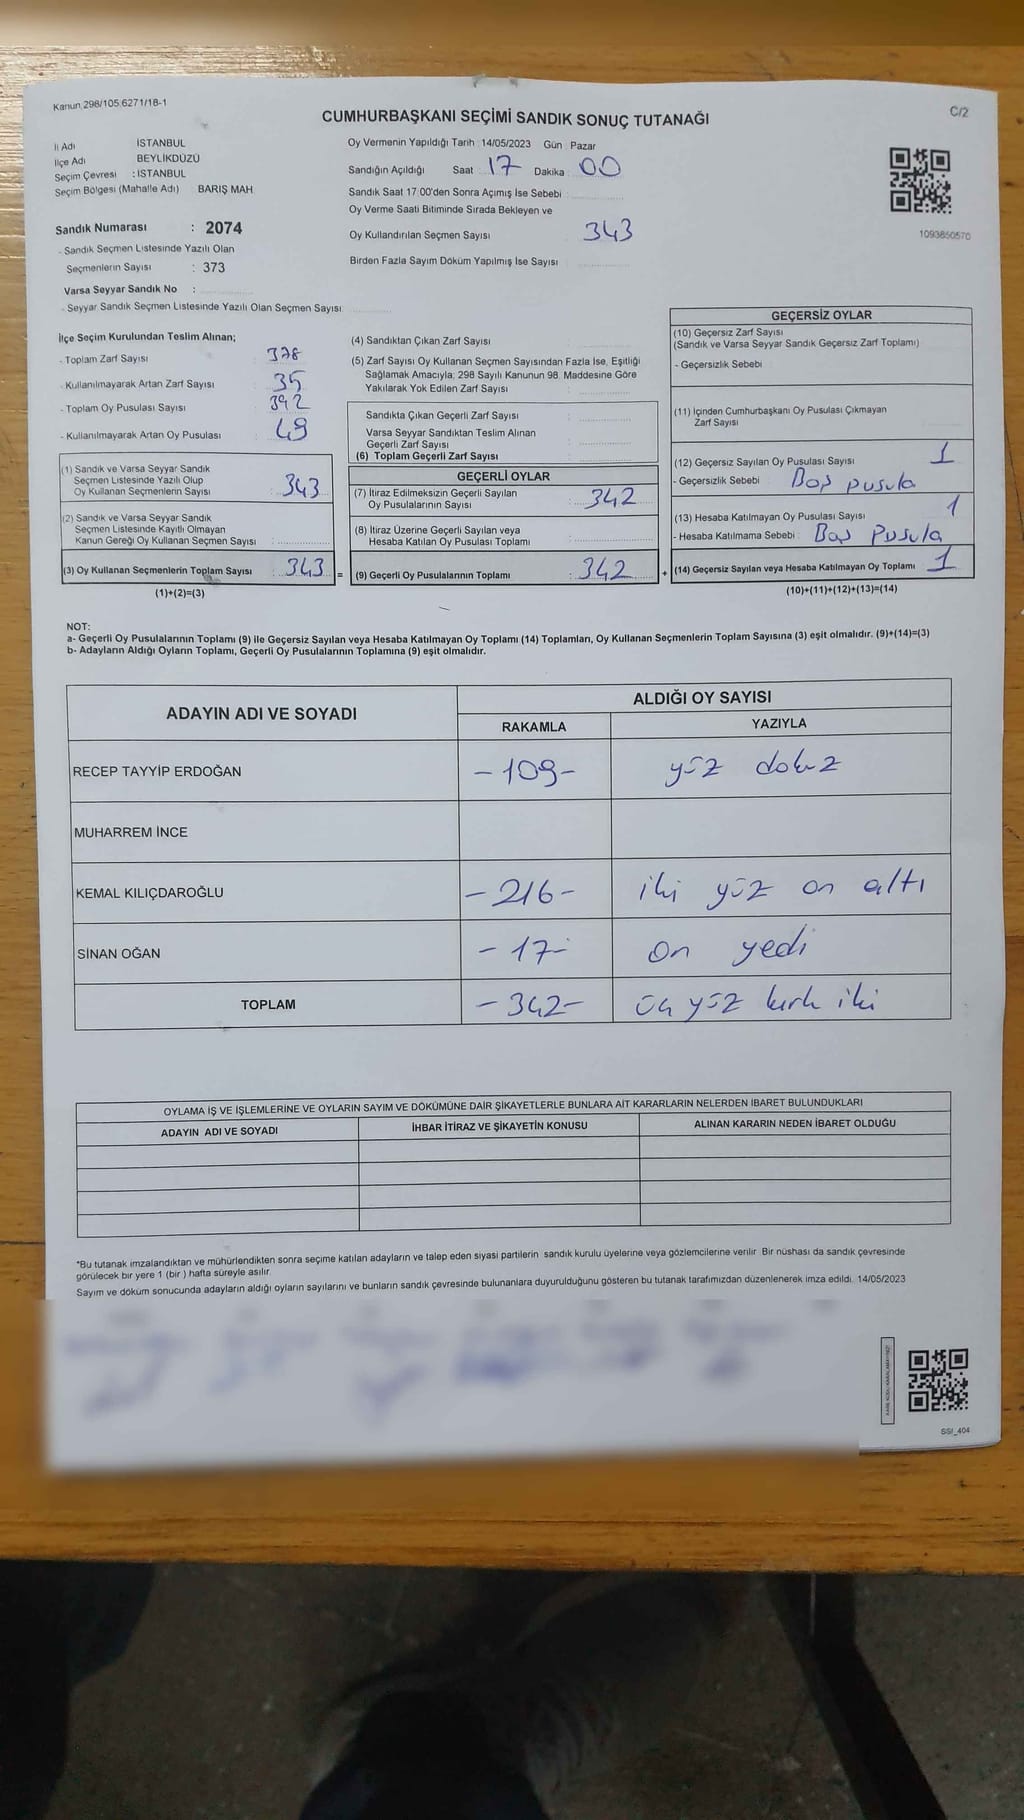 Kanun 298/105 6271/18-1
C/2
CUMHURBAŞKANI SEÇİMİ SANDIK SONUÇ TUTANAĞI
İl Adı İSTANBUL
İlçe Adı BEYLİKDÜZÜ
Seçim Çevresi : İSTANBUL
Seçim Bölgesi (Mahalle Adı) BARIŞ MAH
Sandık Numarası : 2074
- Sandık Seçmen Listesinde Yazılı Olan
Seçmenlerin Sayısı : 373
Varsa Seyyar Sandık No :
- Seyyar Sandık Seçmen Listesinde Yazılı Olan Seçmen Sayısı
Oy Vermenin Yapıldığı Tarih 14/05/2023 Gün : Pazar
Sandığın Açıldığı Saat : 17 Dakika : 00
Sandık Saat 17:00'den Sonra Açımış İse Sebebi
Oy Verme Saati Bitiminde Sırada Bekleyen ve
Oy Kullandırılan Seçmen Sayısı 343
Birden Fazla Sayım Döküm Yapılmış İse Sayısı
1093850570
İlçe Seçim Kurulundan Teslim Alınan;
- Toplam Zarf Sayısı : 378
- Kullanılmayarak Artan Zarf Sayısı 35
- Toplam Oy Pusulası Sayısı 392
- Kullanılmayarak Artan Oy Pusulası : 49
(1) Sandık ve Varsa Seyyar Sandık
Seçmen Listesinde Yazılı Olup
Oy Kullanan Seçmenlerin Sayısı : 343
(2) Sandık ve Varsa Seyyar Sandık
Seçmen Listesinde Kayıtlı Olmayan
Kanun Gereği Oy Kullanan Seçmen Sayısı :
(3) Oy Kullanan Seçmenlerin Toplam Sayısı : 343 =
(1)+(2)=(3)
(4) Sandıktan Çıkan Zarf Sayısı
(5) Zarf Sayısı Oy Kullanan Seçmen Sayısından Fazla İse, Eşitliği
Sağlamak Amacıyla; 298 Sayılı Kanunun 98. Maddesine Göre
Yakılarak Yok Edilen Zarf Sayısı :
Sandıkta Çıkan Geçerli Zarf Sayısı :
Varsa Seyyar Sandıktan Teslim Alınan
Geçerli Zarf Sayısı
(6) Toplam Geçerli Zarf Sayısı :
GEÇERLİ OYLAR
(7) İtiraz Edilmeksizin Geçerli Sayılan
Oy Pusulalarının Sayısı : 342
(8) İtiraz Üzerine Geçerli Sayılan veya
Hesaba Katılan Oy Pusulası Toplamı :
(9) Geçerli Oy Pusulalarının Toplamı : 342 +
GEÇERSİZ OYLAR
(10) Geçersiz Zarf Sayısı
(Sandık ve Varsa Seyyar Sandık Geçersiz Zarf Toplamı)
- Geçersizlik Sebebi
(11) İçinden Cumhurbaşkanı Oy Pusulası Çıkmayan
Zarf Sayısı
(12) Geçersiz Sayılan Oy Pusulası Sayısı 1
- Geçersizlik Sebebi Boş pusula
(13) Hesaba Katılmayan Oy Pusulası Sayısı 1
- Hesaba Katılmama Sebebi : Boş Pusula
(14) Geçersiz Sayılan veya Hesaba Katılmayan Oy Toplamı 1
(10)+(11)+(12)+(13)=(14)
NOT:
a- Geçerli Oy Pusulalarının Toplamı (9) ile Geçersiz Sayılan veya Hesaba Katılmayan Oy Toplamı (14) Toplamları, Oy Kullanan Seçmenlerin Toplam Sayısına (3) eşit olmalıdır. (9)+(14)=(3)
b- Adayların Aldığı Oyların Toplamı, Geçerli Oy Pusulalarının Toplamına (9) eşit olmalıdır.
ADAYIN ADI VE SOYADI ALDIĞI OY SAYISI
RAKAMLA YAZIYLA
RECEP TAYYİP ERDOĞAN -109- yüz dokuz
MUHARREM İNCE
KEMAL KILIÇDAROĞLU -216- iki yüz on altı
SİNAN OĞAN -17- on yedi
TOPLAM -342- üç yüz kırk iki
OYLAMA İŞ VE İŞLEMLERİNE VE OYLARIN SAYIM VE DÖKÜMÜNE DAİR ŞİKAYETLERLE BUNLARA AİT KARARLARIN NELERDEN İBARET BULUNDUKLARI
ADAYIN ADI VE SOYADI İHBAR İTİRAZ VE ŞİKAYETİN KONUSU ALINAN KARARIN NEDEN İBARET OLDUĞU
*Bu tutanak imzalandıktan ve mühürlendikten sonra seçime katılan adayların ve talep eden siyasi partilerin sandık kurulu üyelerine veya gözlemcilerine verilir Bir nüshası da sandık çevresinde
görülecek bir yere 1 (bir ) hafta süreyle asılır.
Sayım ve döküm sonucunda adayların aldığı oyların sayılarını ve bunların sandık çevresinde bulunanlara duyurulduğunu gösteren bu tutanak tarafımızdan düzenlenerek imza edildi. 14/05/2023
SSI_404